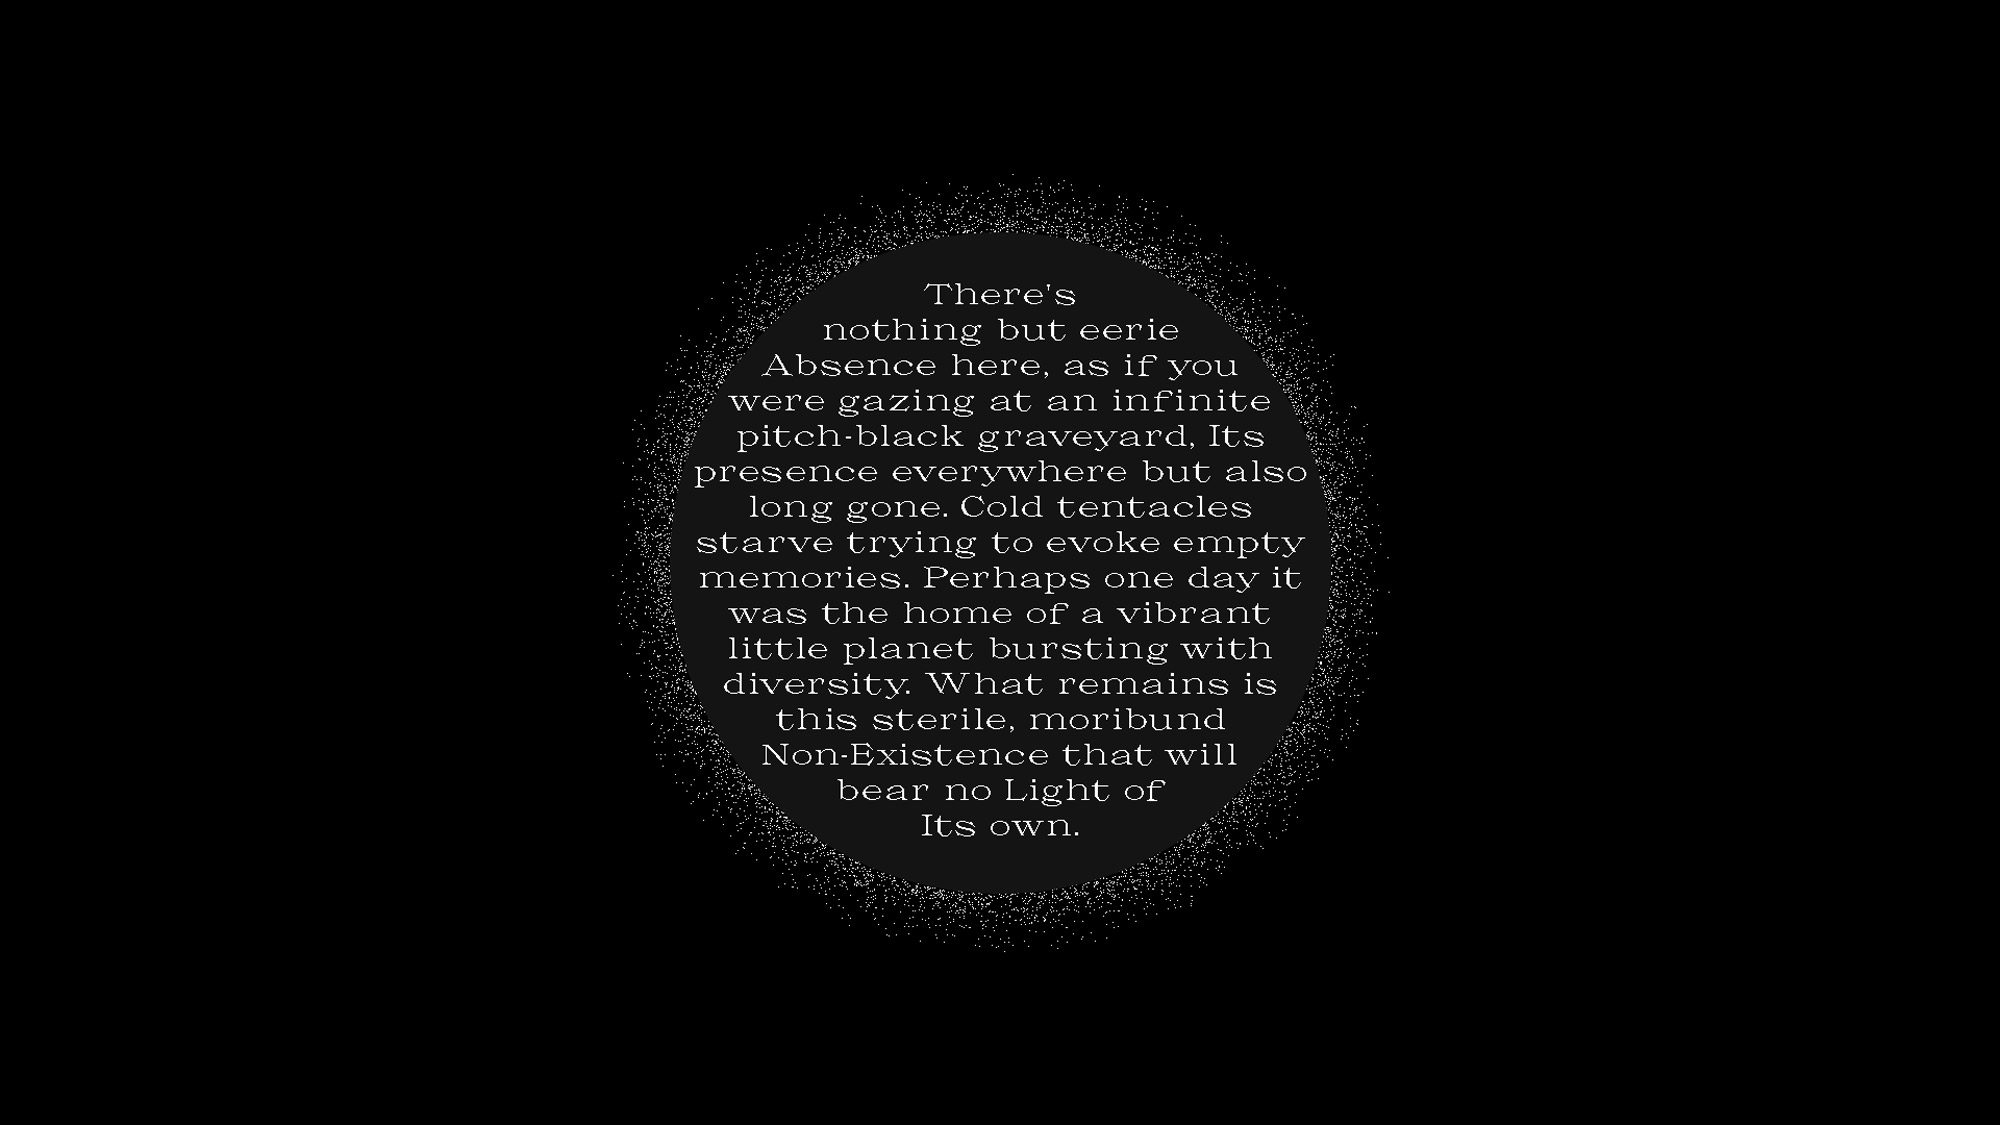 There's
nothing but eerie
Absence here, as if you
were gazing at an infinite
pitch-black graveyard, Its
presence everywhere but also
long gone. Cold tentacles
starve trying to evoke empty
memories. Perhaps one day it
was the home of a vibrant
little planet bursting with
diversity. What remains is
this sterile, moribund
Non-Existence that will
bear no Light of
Its own.